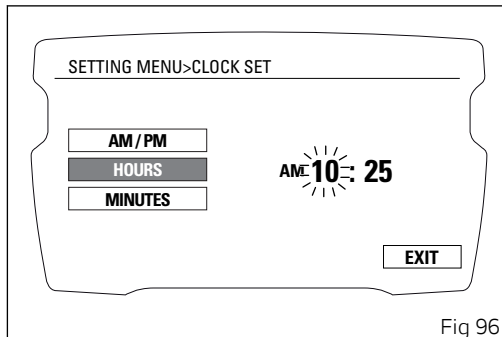 SETTING MENU>CLOCK SET
AM / PM
HOURS
AM 10 : 25
MINUTES
EXIT
Fig 96